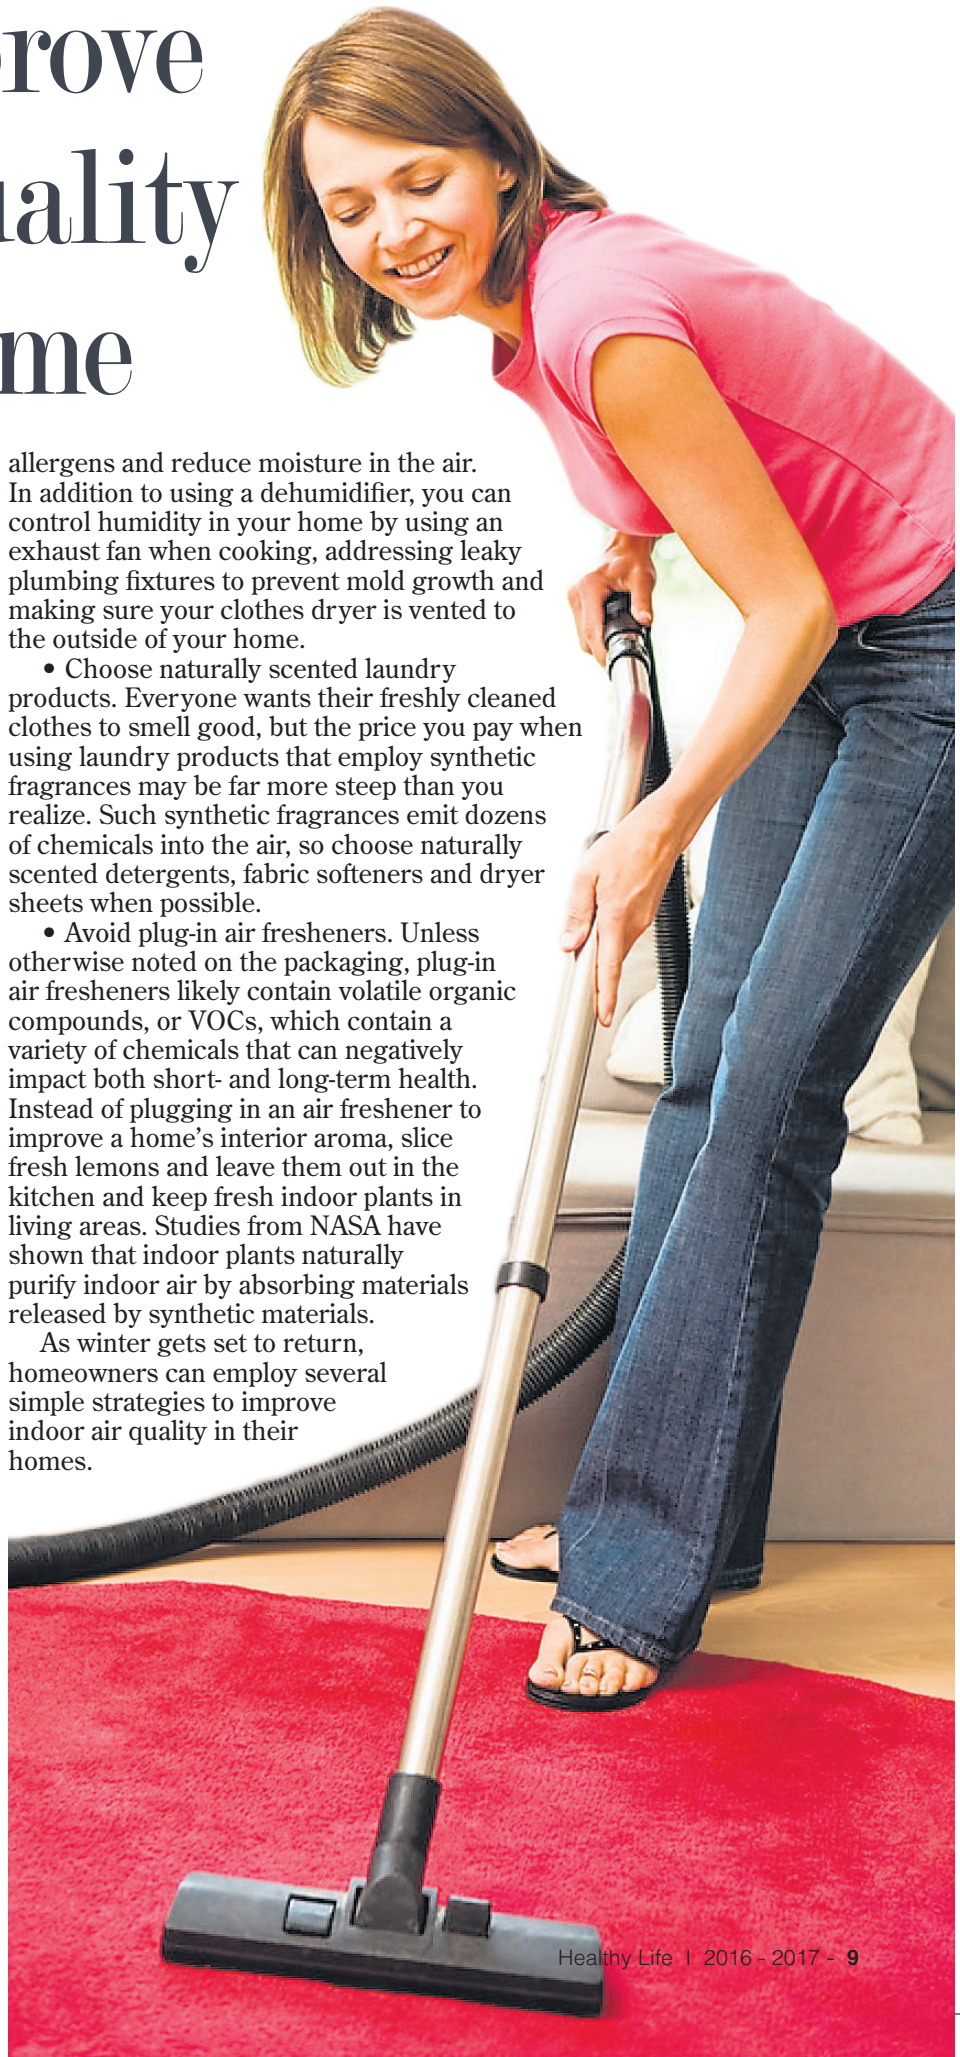 rove
uality
me
allergens and reduce moisture in the air.
In addition to using a dehumidifier, you can
control humidity in your home by using an
exhaust fan when cooking, addressing leaky
plumbing fixtures to prevent mold growth and
making sure your clothes dryer is vented to
the outside of your home.
• Choose naturally scented laundry
products. Everyone wants their freshly cleaned
clothes to smell good, but the price you pay when
using laundry products that employ synthetic
fragrances may be far more steep than you
realize. Such synthetic fragrances emit dozens
of chemicals into the air, so choose naturally
scented detergents, fabric softeners and dryer
sheets when possible.
• Avoid plug-in air fresheners. Unless
otherwise noted on the packaging, plug-in
air fresheners likely contain volatile organic
compounds, or VOCs, which contain a
variety of chemicals that can negatively
impact both short- and long-term health.
Instead of plugging in an air freshener to
improve a home’s interior aroma, slice
fresh lemons and leave them out in the
kitchen and keep fresh indoor plants in
living areas. Studies from NASA have
shown that indoor plants naturally
purify indoor air by absorbing materials
released by synthetic materials.
As winter gets set to return,
homeowners can employ several
simple strategies to improve
indoor air quality in their
homes.
Healthy Life I 2016 - 2017 - 9